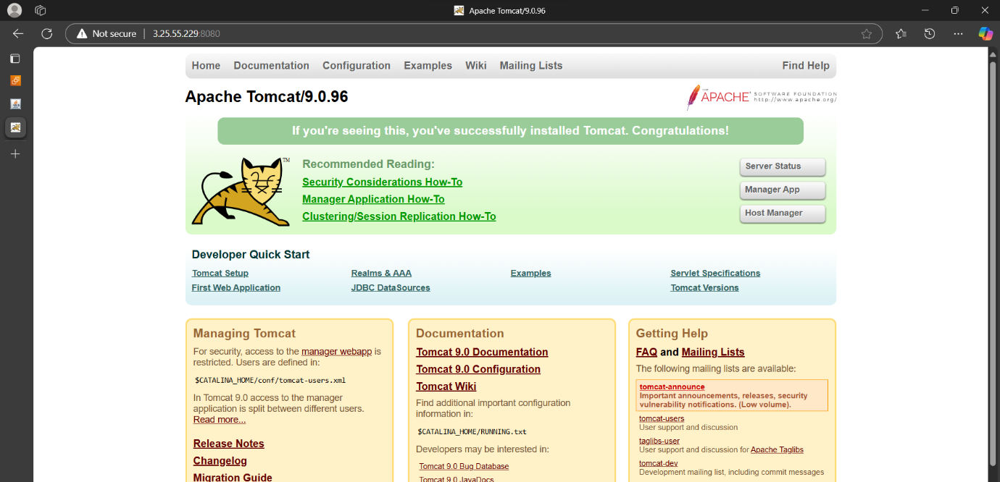 Apache Tomcat/9.0.96
Not secure | 3.25.55.229:8080
Home Documentation Configuration Examples Wiki Mailing Lists Find Help
Apache Tomcat/9.0.96
THE APACHE SOFTWARE FOUNDATION
http://www.apache.org/
If you're seeing this, you've successfully installed Tomcat. Congratulations!
TM
Recommended Reading:
Security Considerations How-To
Manager Application How-To
Clustering/Session Replication How-To
Server Status
Manager App
Host Manager
Developer Quick Start
Tomcat Setup
First Web Application
Realms & AAA
JDBC DataSources
Examples
Servlet Specifications
Tomcat Versions
Managing Tomcat
For security, access to the manager webapp is
restricted. Users are defined in:
$CATALINA_HOME/conf/tomcat-users.xml
In Tomcat 9.0 access to the manager
application is split between different users.
Read more...
Release Notes
Changelog
Migration Guide
Documentation
Tomcat 9.0 Documentation
Tomcat 9.0 Configuration
Tomcat Wiki
Find additional important configuration
information in:
$CATALINA_HOME/RUNNING.txt
Developers may be interested in:
Tomcat 9.0 Bug Database
Tomcat 9.0 JavaDocs
Getting Help
FAQ and Mailing Lists
The following mailing lists are available:
tomcat-announce
Important announcements, releases, security
vulnerability notifications. (Low volume).
tomcat-users
User support and discussion
taglibs-user
User support and discussion for Apache Taglibs
tomcat-dev
Development mailing list, including commit messages